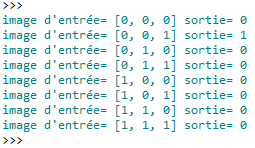 >>>
image d'entrée= [0, 0, 0] sortie= 0
image d'entrée= [0, 0, 1] sortie= 1
image d'entrée= [0, 1, 0] sortie= 0
image d'entrée= [0, 1, 1] sortie= 0
image d'entrée= [1, 0, 0] sortie= 0
image d'entrée= [1, 0, 1] sortie= 0
image d'entrée= [1, 1, 0] sortie= 0
image d'entrée= [1, 1, 1] sortie= 0
>>>